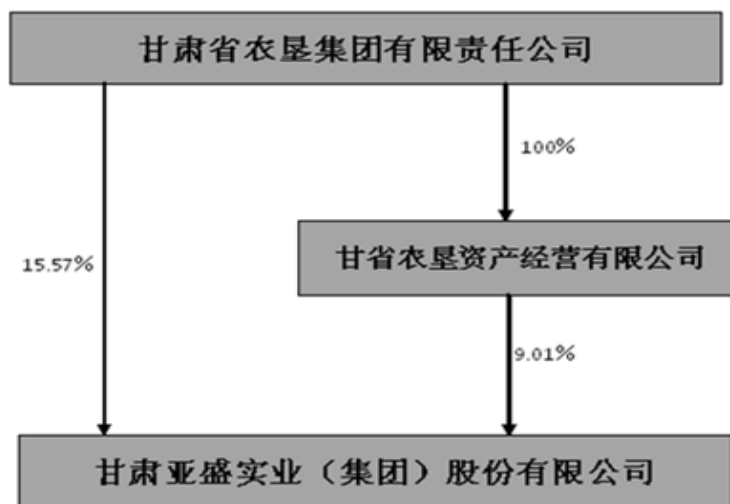 甘肃省农垦集团有限责任公司
100%
甘省农垦资产经营有限公司
15.57%
9.01%
甘肃亚盛实业（集团）股份有限公司